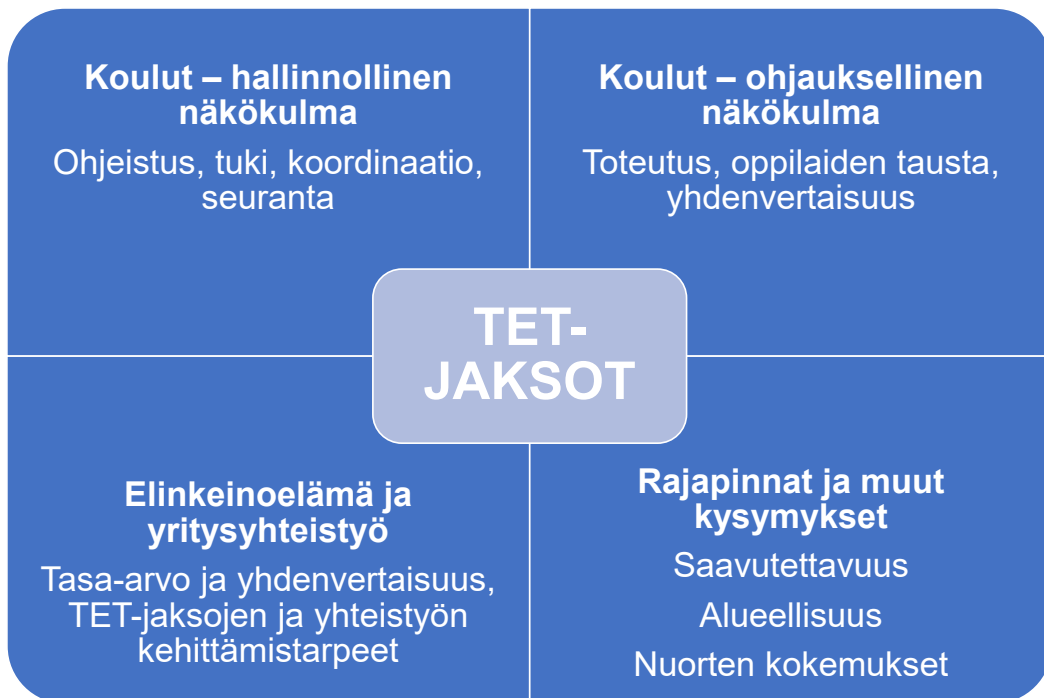 Koulut – hallinnollinen
näkökulma
Ohjeistus, tuki, koordinaatio,
seuranta
Koulut – ohjauksellinen
näkökulma
Toteutus, oppilaiden tausta,
yhdenvertaisuus
TET-
JAKSOT
Elinkeinoelämä ja
yritysyhteistyö
Tasa-arvo ja yhdenvertaisuus,
TET-jaksojen ja yhteistyön
kehittämistarpeet
Rajapinnat ja muut
kysymykset
Saavutettavuus
Alueellisuus
Nuorten kokemukset